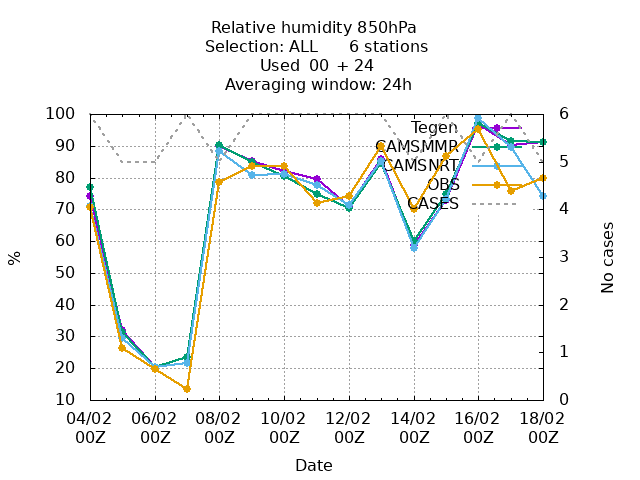 Relative humidity 850hPa
Selection: ALL 6 stations
Used 00 + 24
Averaging window: 24h
100
90
80
70
60
50
40
30
20
10
%
6
5
4
3
2
1
0
No cases
Tegen
CAMSMMP
CAMSNRT
OBS
CASES
04/02 06/02 08/02 10/02 12/02 14/02 16/02 18/02
00Z 00Z 00Z 00Z 00Z 00Z 00Z 00Z
Date